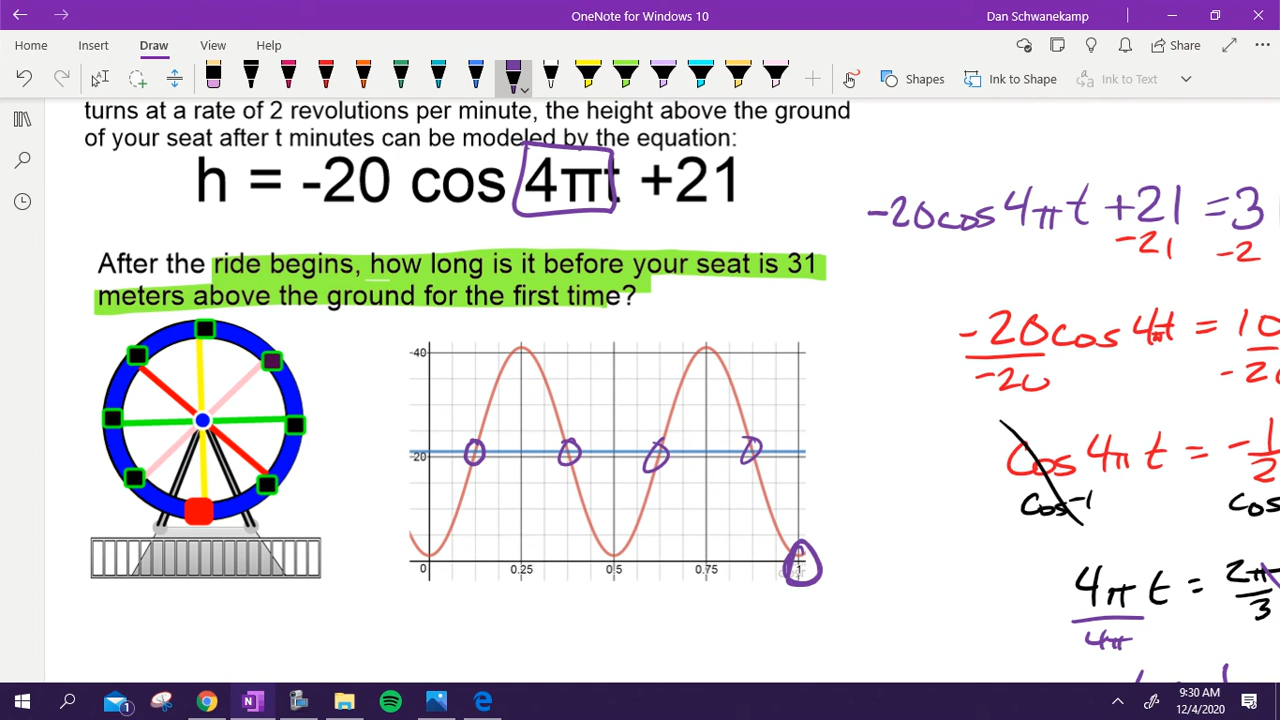 OneNote for Windows 10
Dan Schwanekamp
Home Insert Draw View Help
Share
Shapes Ink to Shape Ink to Text
turns at a rate of 2 revolutions per minute, the height above the ground
of your seat after t minutes can be modeled by the equation:
h = -20 cos 4πt +21
After the ride begins, how long is it before your seat is 31
meters above the ground for the first time?
40
20
0 0.25 0.5 0.75 1
-20cos 4πt +21 = 3
-21 -2
-20cos 4πt = 10
-20 -20
cos 4πt = -1/2
cos⁻¹ cos
4πt = 2π/3
4π
1
9:30 AM
12/4/2020